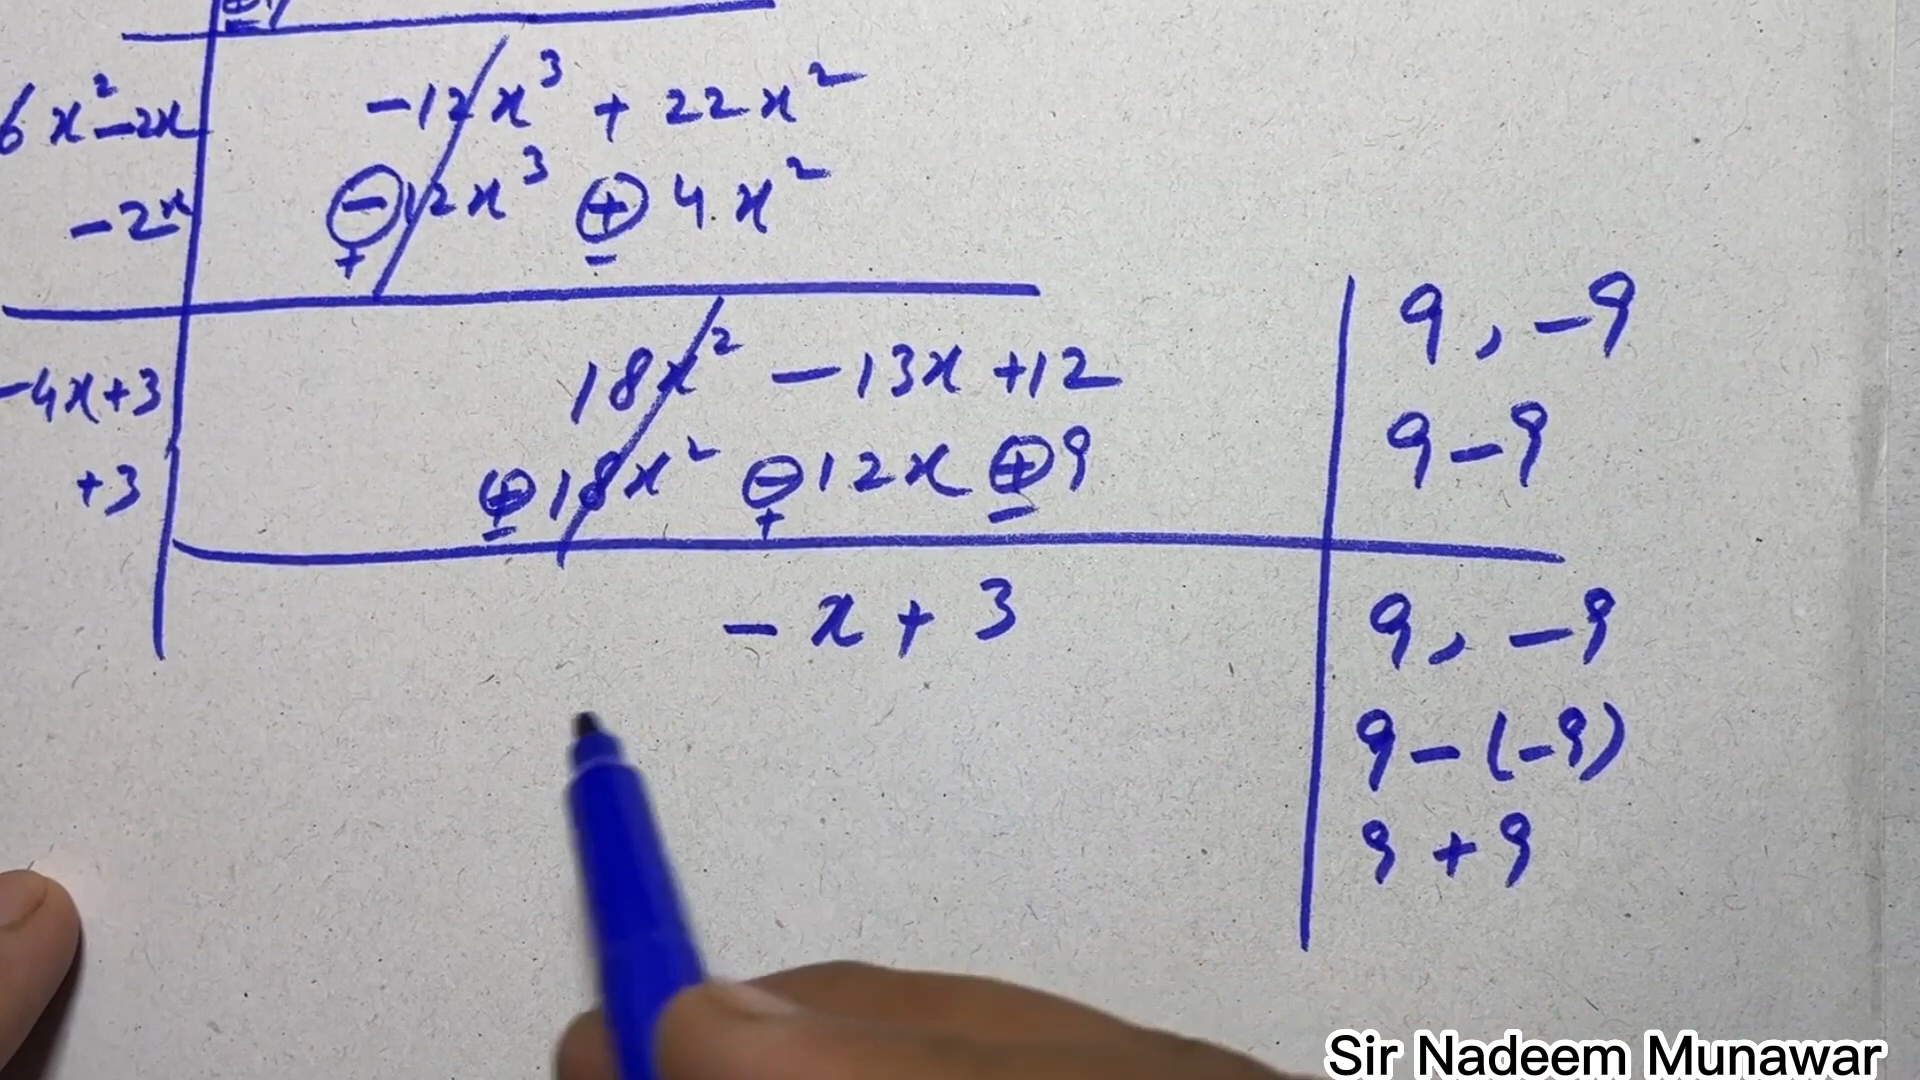 6x² - 2x
-12x³ + 22x²
- 2x
⊖12x³ ⊕ 4x²
+ -
-4x+3
18x² - 13x + 12
+3
⊕18x² ⊖12x ⊕9
- + -
- x + 3
9, -9
9 - 9
9, -9
9 - (-9)
9 + 9
Sir Nadeem Munawar